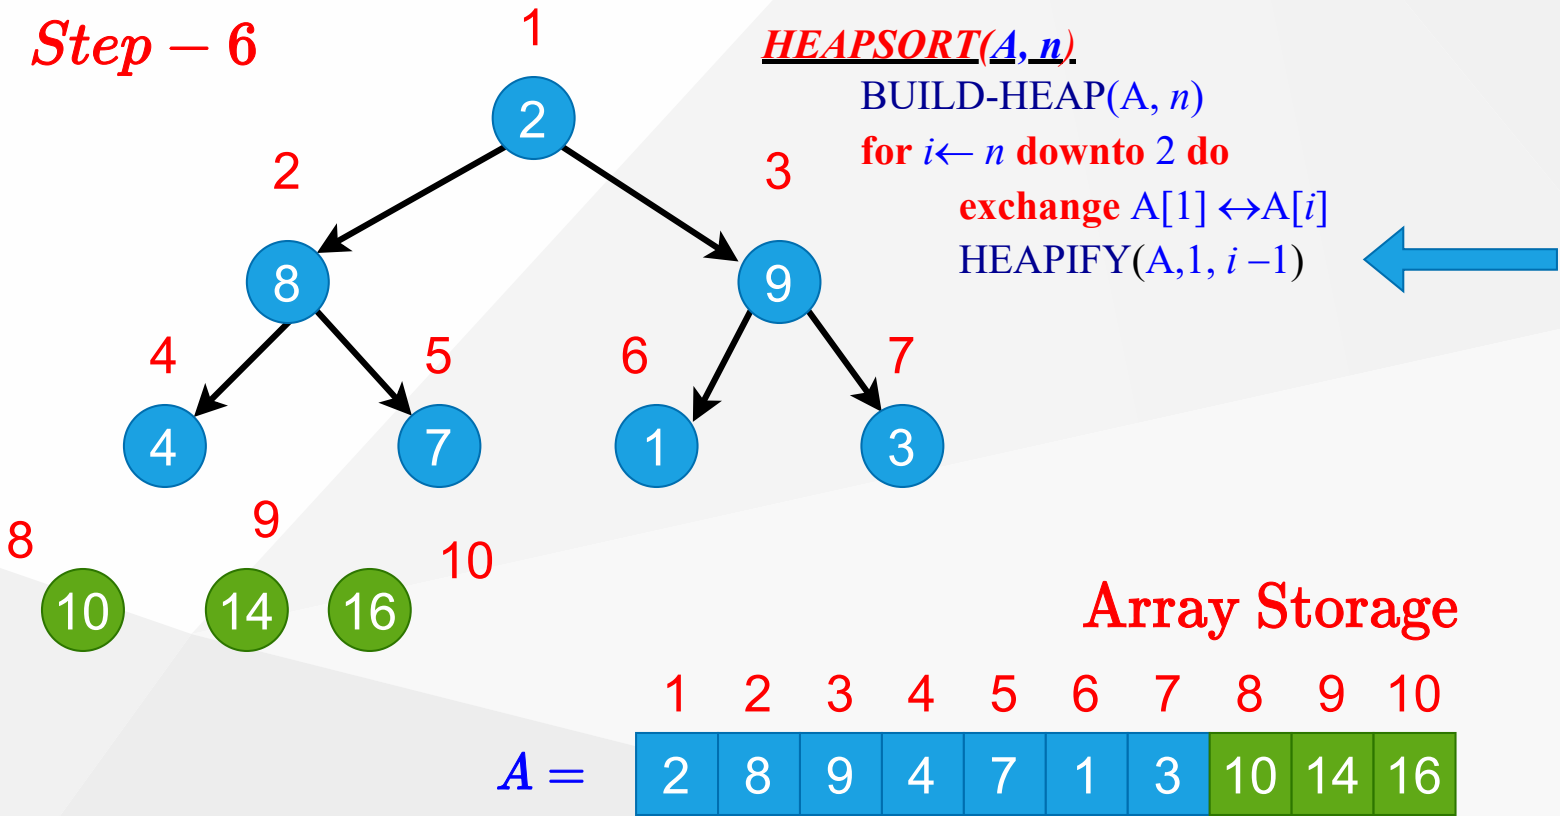 Step − 6
1
HEAPSORT(A, n)
BUILD-HEAP(A, n)
for i← n downto 2 do
exchange A[1] ↔A[i]
HEAPIFY(A,1, i −1)
2
2
3
8
9
4
5
6
7
4
7
1
3
8
9
10
10
14
16
Array Storage
1 2 3 4 5 6 7 8 9 10
A = 2 8 9 4 7 1 3 10 14 16